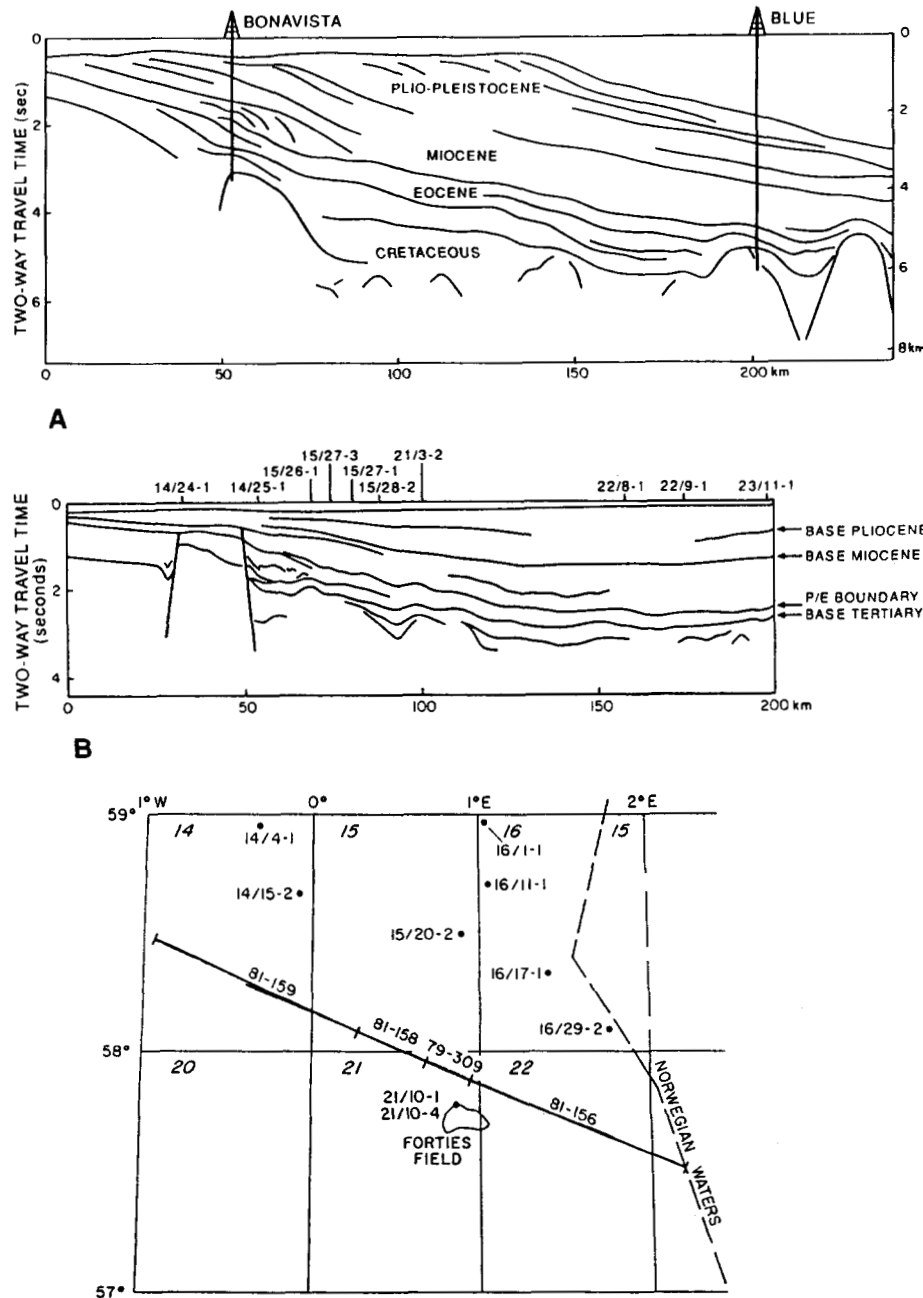 BONAVISTA
BLUE
TWO-WAY TRAVEL TIME (sec)
0
2
4
6
0
2
4
6
8km
PLIO-PLEISTOCENE
MIOCENE
EOCENE
CRETACEOUS
0 50 100 150 200 km
A
15/27-3 21/3-2
15/26-1 15/27-1
14/24-1 14/25-1 15/28-2 22/8-1 22/9-1 23/11-1
TWO-WAY TRAVEL TIME
(seconds)
0
2
4
BASE PLIOCENE
BASE MIOCENE
P/E BOUNDARY
BASE TERTIARY
0 50 100 150 200 km
B
1° W 0° 1° E 2° E
59°
14 15 16 15
14/4-1
16/1-1
14/15-2
16/11-1
15/20-2
16/17-1
81-159
16/29-2
81-158
79-309
58°
20 21 22
21/10-1
21/10-4
81-156
FORTIES
FIELD
NORWEGIAN WATERS
57°